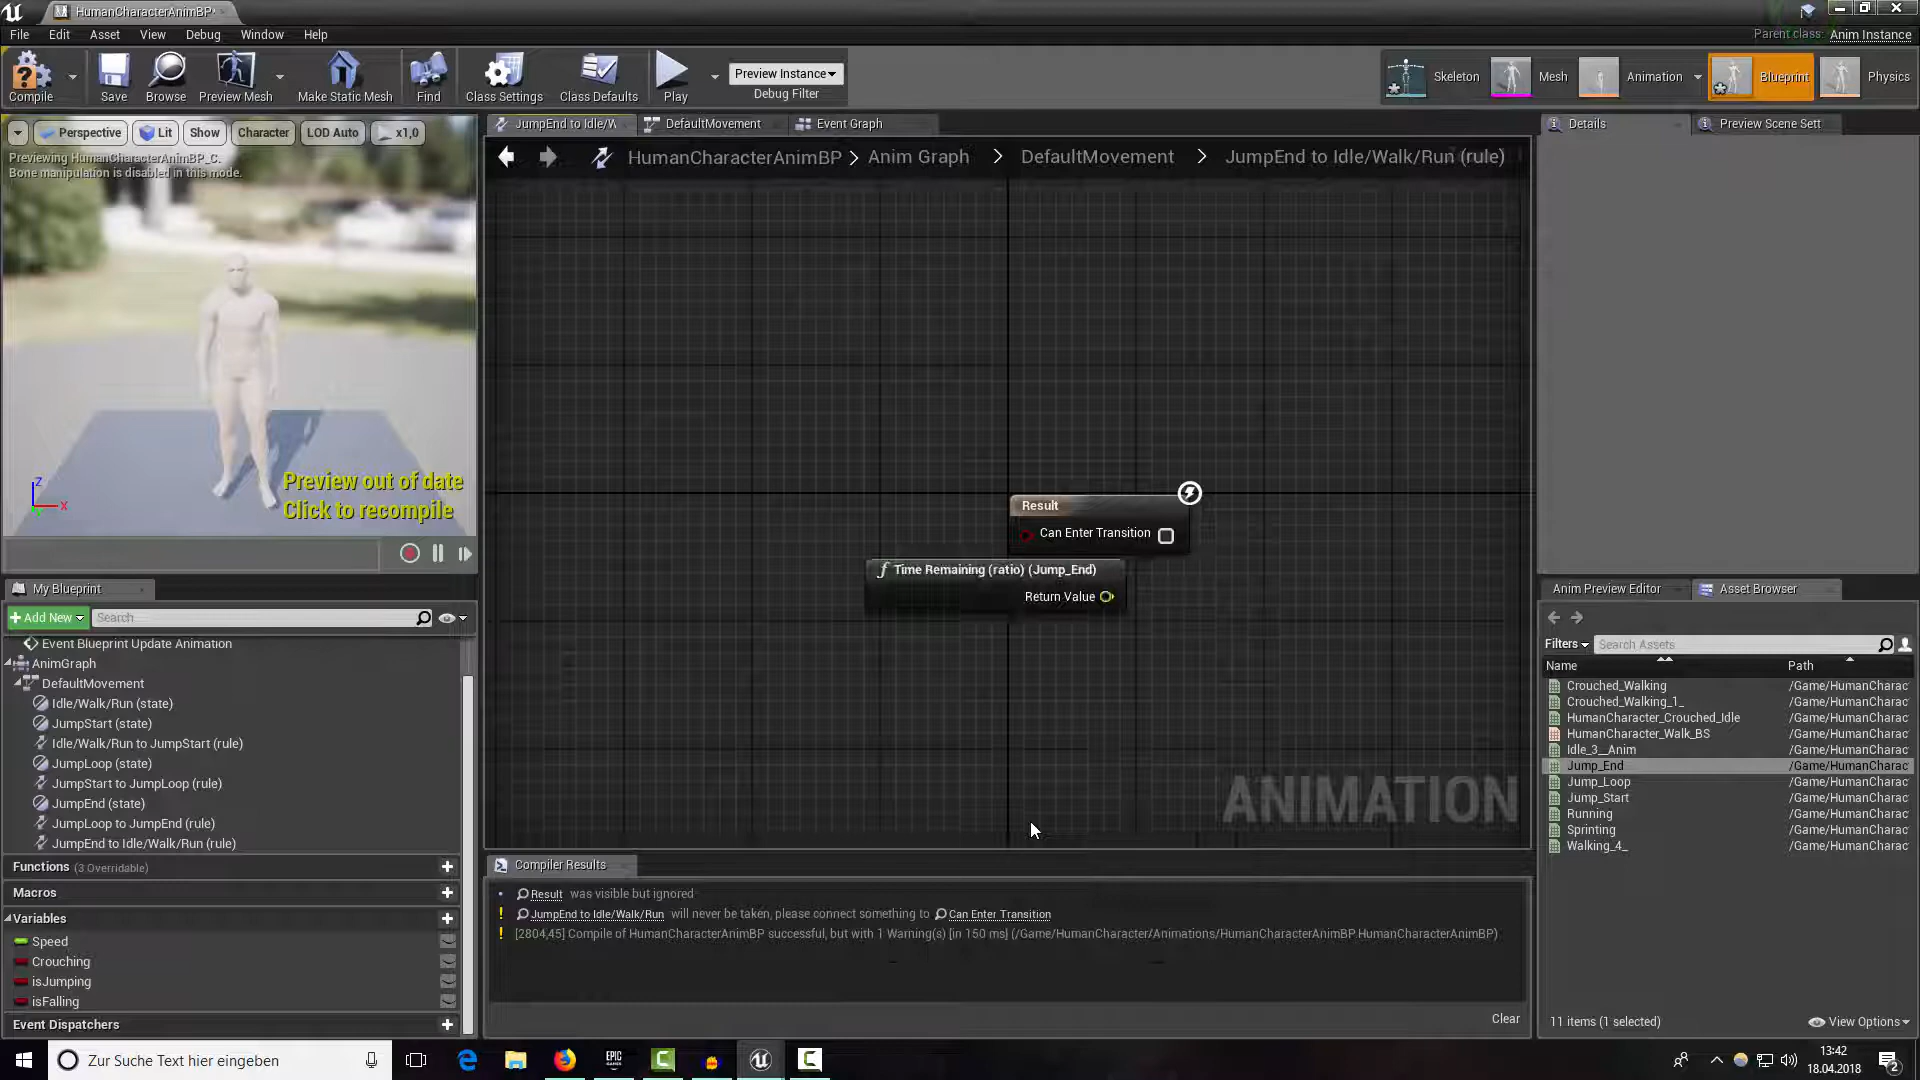 HumanCharacterAnimBP*
File Edit Asset View Debug Window Help
Parent class: Anim Instance
Compile
Save
Browse
Preview Mesh
Make Static Mesh
Find
Class Settings
Class Defaults
Play
Preview Instance
Debug Filter
Skeleton
Mesh
Animation
Blueprint
Physics
Perspective
Lit
Show
Character
LOD Auto
x1,0
Previewing HumanCharacterAnimBP_C.
Bone manipulation is disabled in this mode.
Z
X
Preview out of date
Click to recompile
JumpEnd to Idle/W
DefaultMovement
Event Graph
HumanCharacterAnimBP > Anim Graph > DefaultMovement > JumpEnd to Idle/Walk/Run (rule)
Result
Can Enter Transition
Time Remaining (ratio) (Jump_End)
Return Value
ANIMATION
Details
Preview Scene Sett
My Blueprint
Add New
Search
Event Blueprint Update Animation
AnimGraph
DefaultMovement
Idle/Walk/Run (state)
JumpStart (state)
Idle/Walk/Run to JumpStart (rule)
JumpLoop (state)
JumpStart to JumpLoop (rule)
JumpEnd (state)
JumpLoop to JumpEnd (rule)
JumpEnd to Idle/Walk/Run (rule)
Functions (3 Overridable)
Macros
Variables
Speed
Crouching
isJumping
isFalling
Event Dispatchers
Compiler Results
Result was visible but ignored
JumpEnd to Idle/Walk/Run will never be taken, please connect something to Can Enter Transition
[2804,45] Compile of HumanCharacterAnimBP successful, but with 1 Warning(s) [in 150 ms] (/Game/HumanCharacter/Animations/HumanCharacterAnimBP.HumanCharacterAnimBP)
Clear
Anim Preview Editor
Asset Browser
Filters
Search Assets
Name Path
Crouched_Walking /Game/HumanCharac
Crouched_Walking_1_ /Game/HumanCharac
HumanCharacter_Crouched_Idle /Game/HumanCharac
HumanCharacter_Walk_BS /Game/HumanCharac
Idle_3__Anim /Game/HumanCharac
Jump_End /Game/HumanCharac
Jump_Loop /Game/HumanCharac
Jump_Start /Game/HumanCharac
Running /Game/HumanCharac
Sprinting /Game/HumanCharac
Walking_4_ /Game/HumanCharac
11 items (1 selected)
View Options
Zur Suche Text hier eingeben
EPIC GAMES
13:42
18.04.2018
2